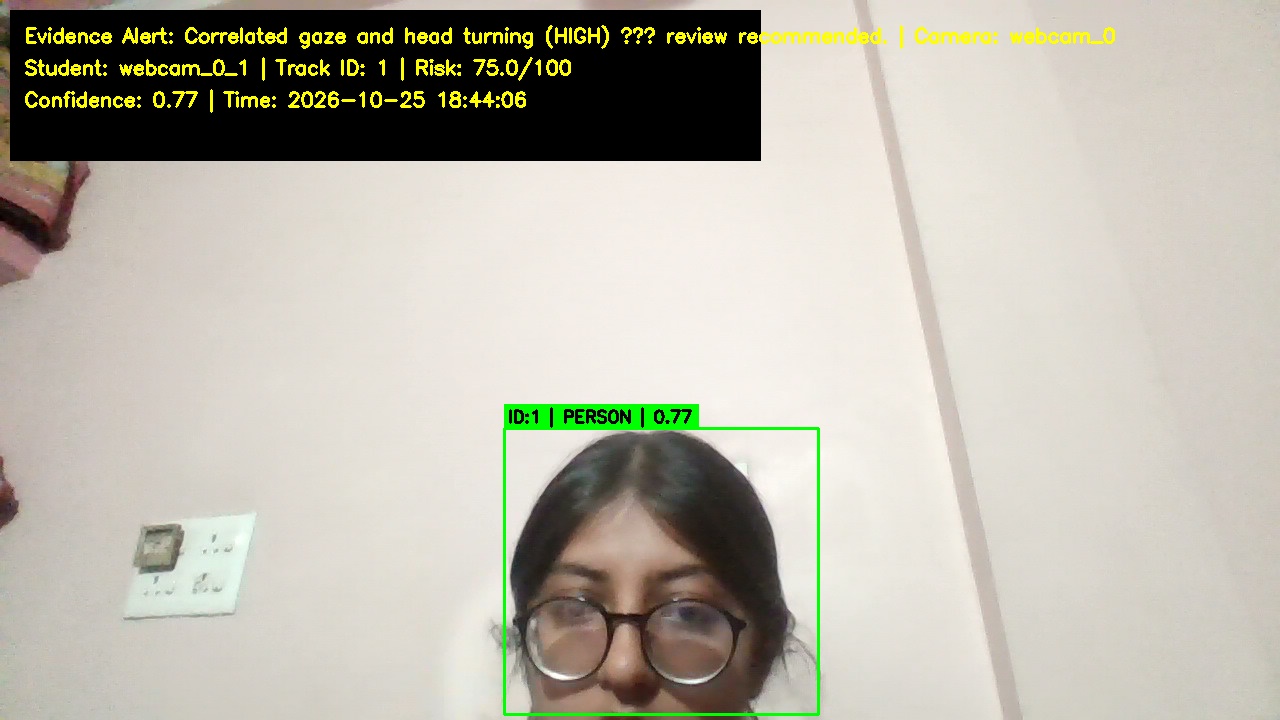 Evidence Alert: Correlated gaze and head turning (HIGH) ??? review recommended. | Camera: webcam_0
Student: webcam_0_1 | Track ID: 1 | Risk: 75.0/100
Confidence: 0.77 | Time: 2026-10-25 18:44:06
ID:1 | PERSON | 0.77